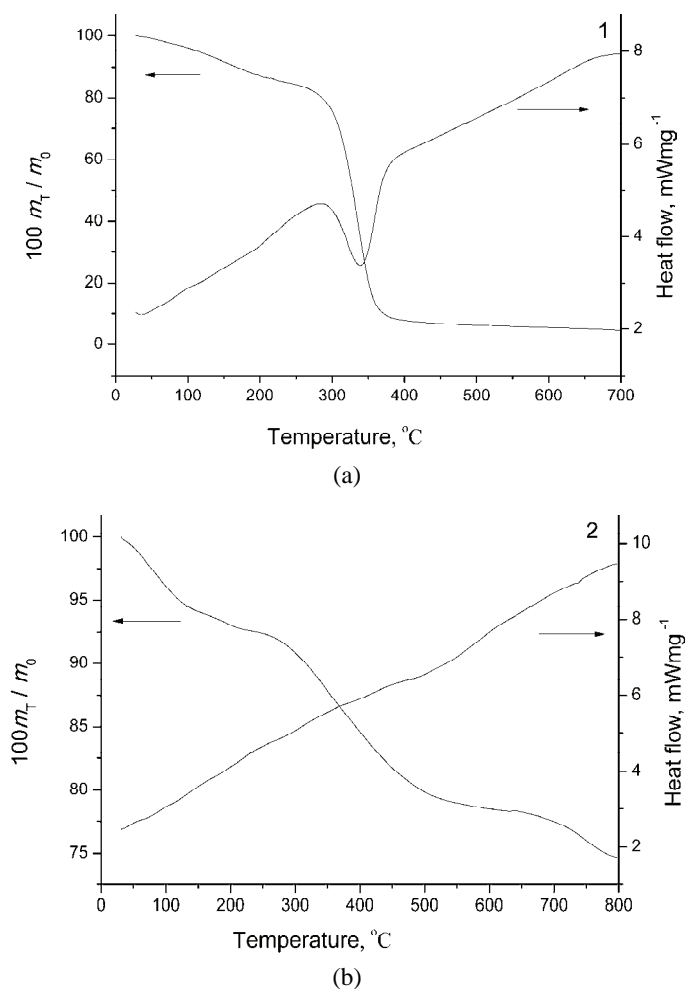 1
100
80
60
40
20
0
100 m_T / m_0
8
6
4
2
Heat flow, mWmg^-1
0 100 200 300 400 500 600 700
Temperature, °C
(a)
2
100
95
90
85
80
75
100m_T / m_0
10
8
6
4
2
Heat flow, mWmg^-1
0 100 200 300 400 500 600 700 800
Temperature, °C
(b)